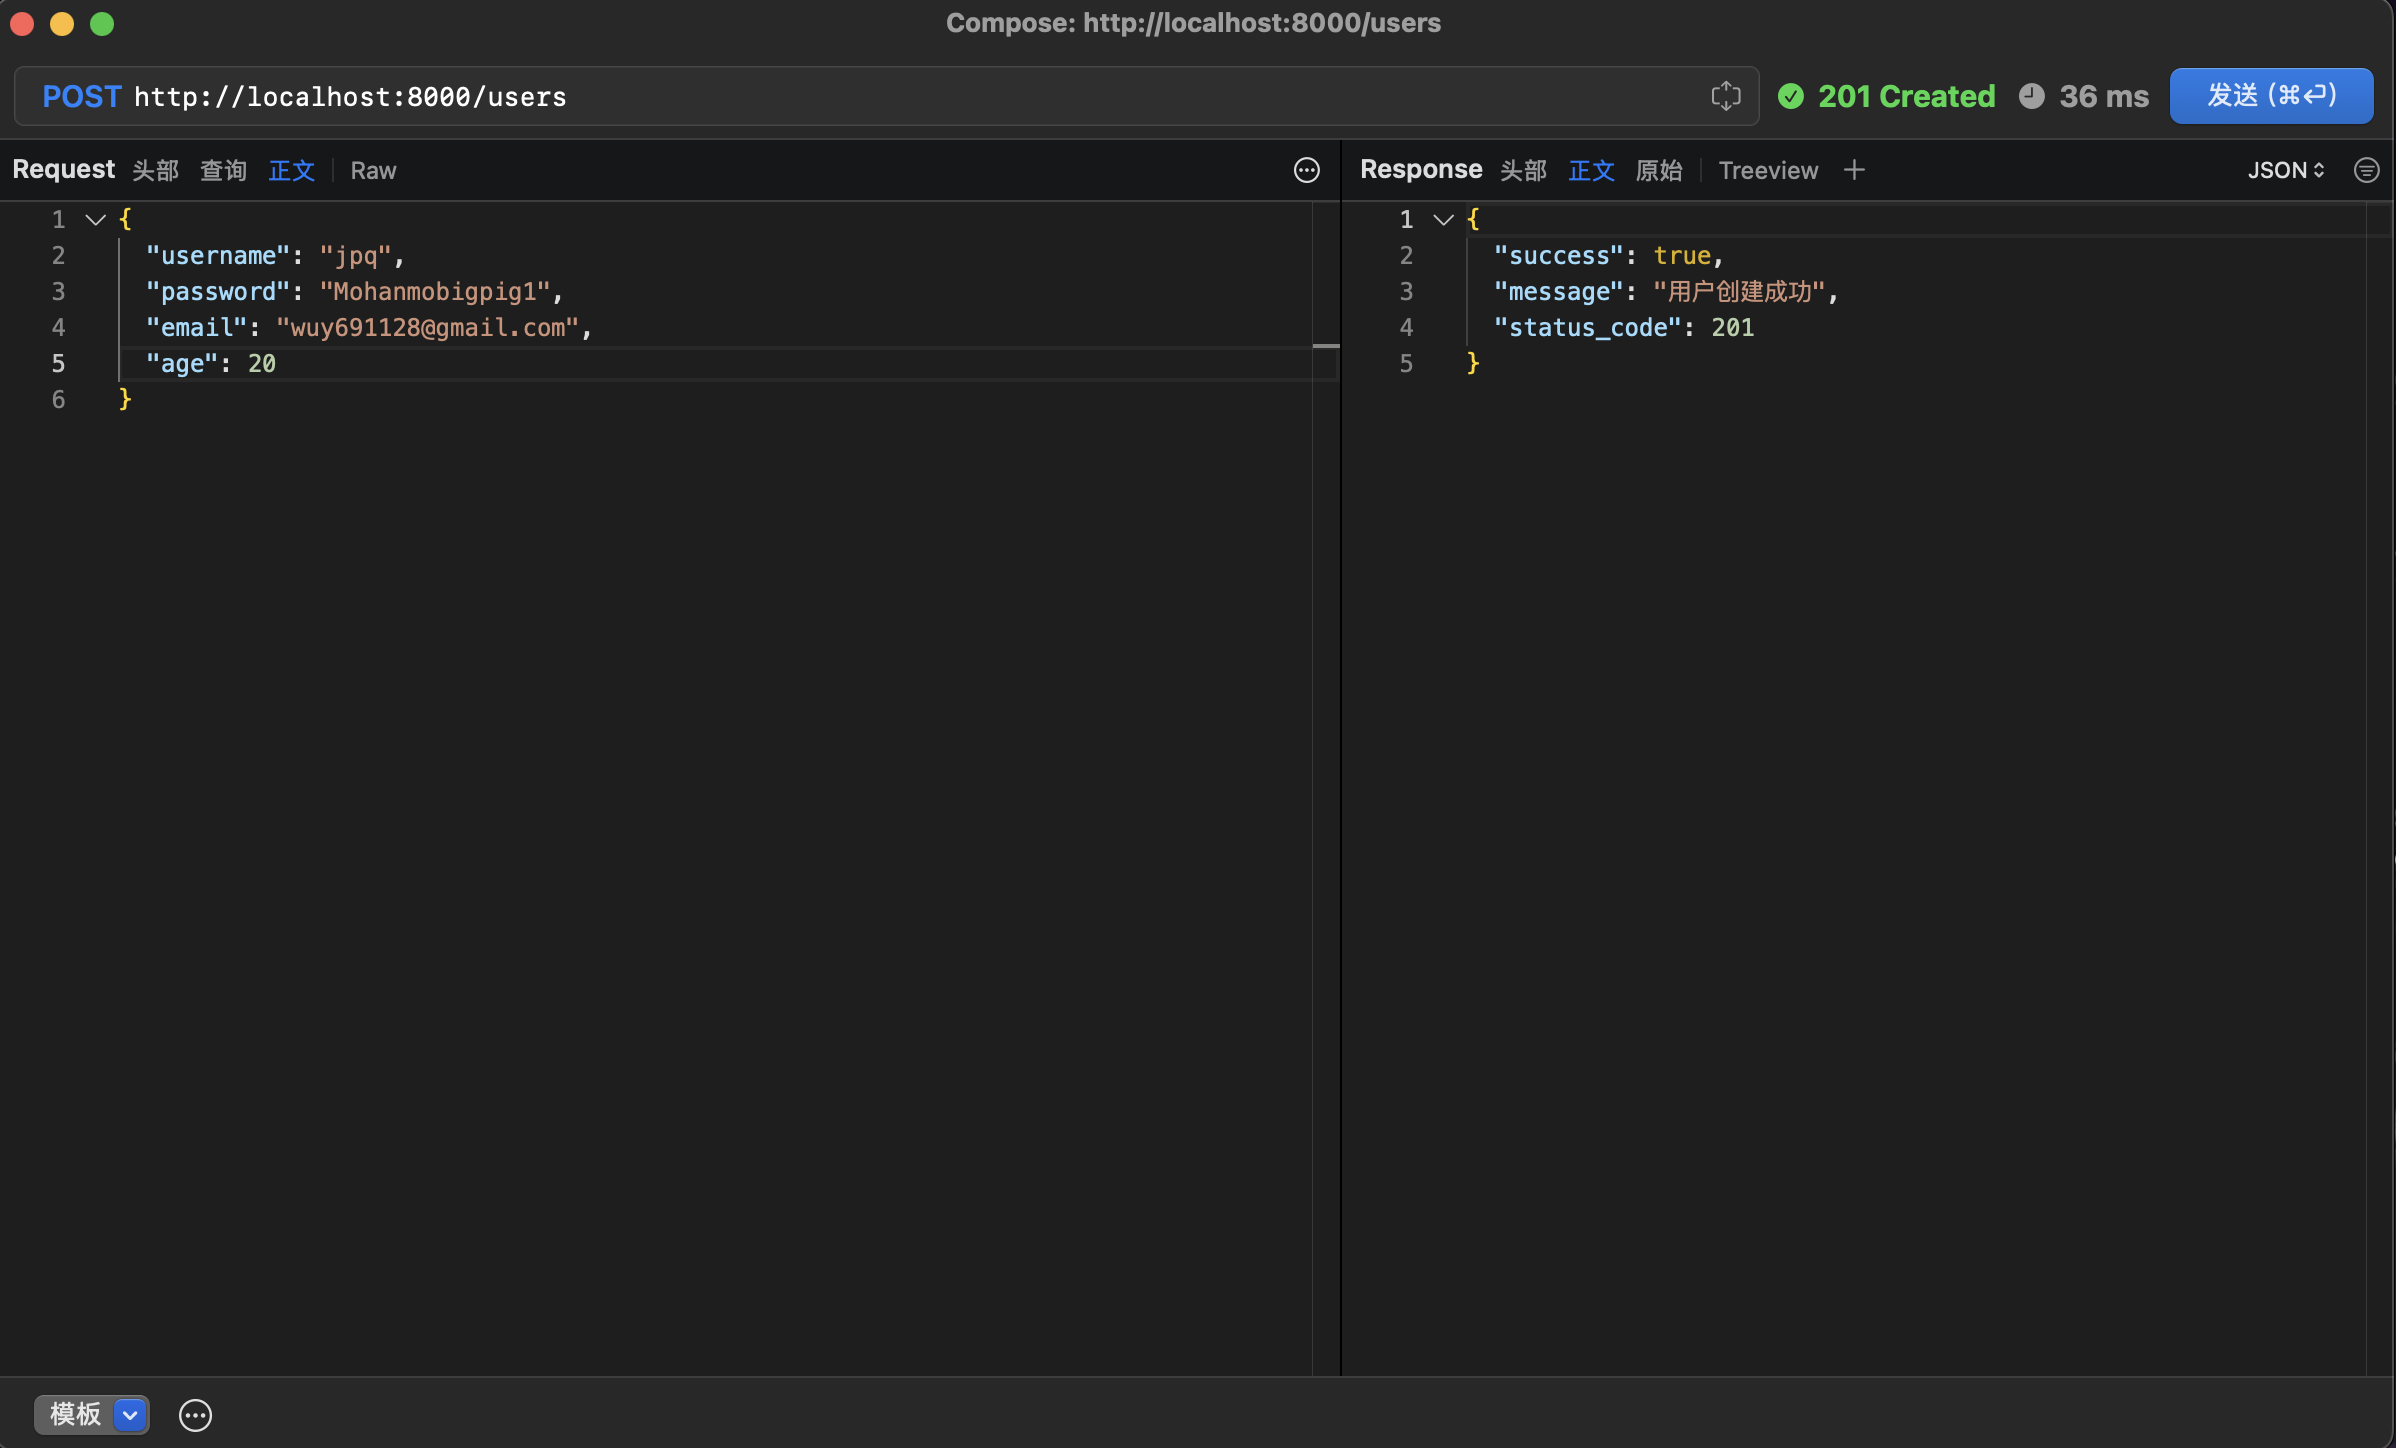 Compose: http://localhost:8000/users
POST http://localhost:8000/users
201 Created 36 ms 发送 (⌘↩)
Request 头部 查询 正文 Raw
1 {
2 "username": "jpq",
3 "password": "Mohanmobigpig1",
4 "email": "wuy691128@gmail.com",
5 "age": 20
6 }
Response 头部 正文 原始 Treeview + JSON
1 {
2 "success": true,
3 "message": "用户创建成功",
4 "status_code": 201
5 }
模板